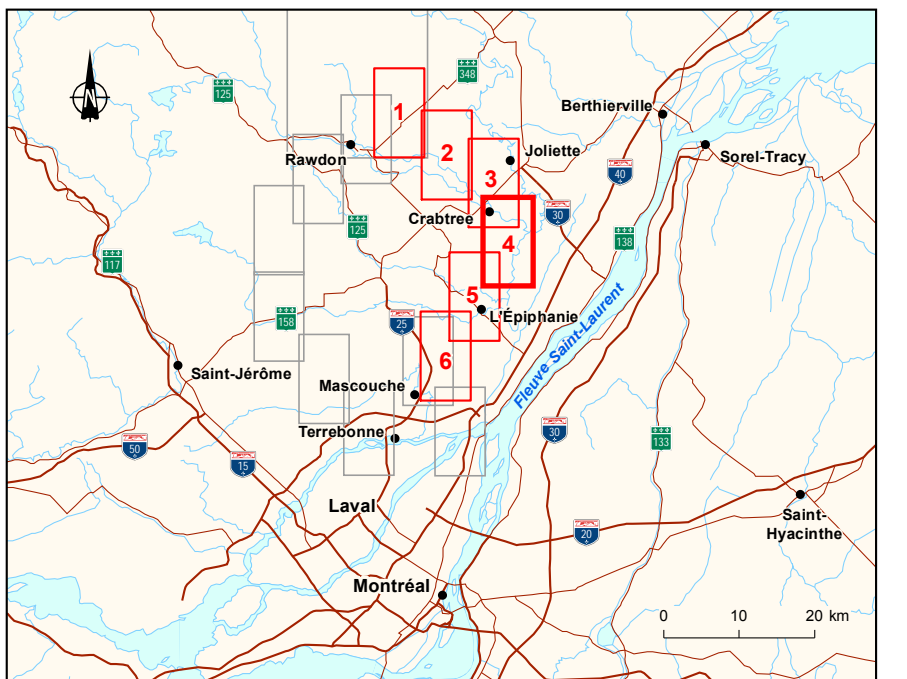 348
125
1
Berthierville
N
2
Joliette
Rawdon
Sorel-Tracy
3
40
Crabtree
30
125
138
4
117
5
L'Épiphanie
158
25
Fleuve Saint-Laurent
6
Saint-Jérôme
Mascouche
Terrebonne
30
133
50
15
Laval
Saint-
Hyacinthe
20
Montréal
0 10 20 km